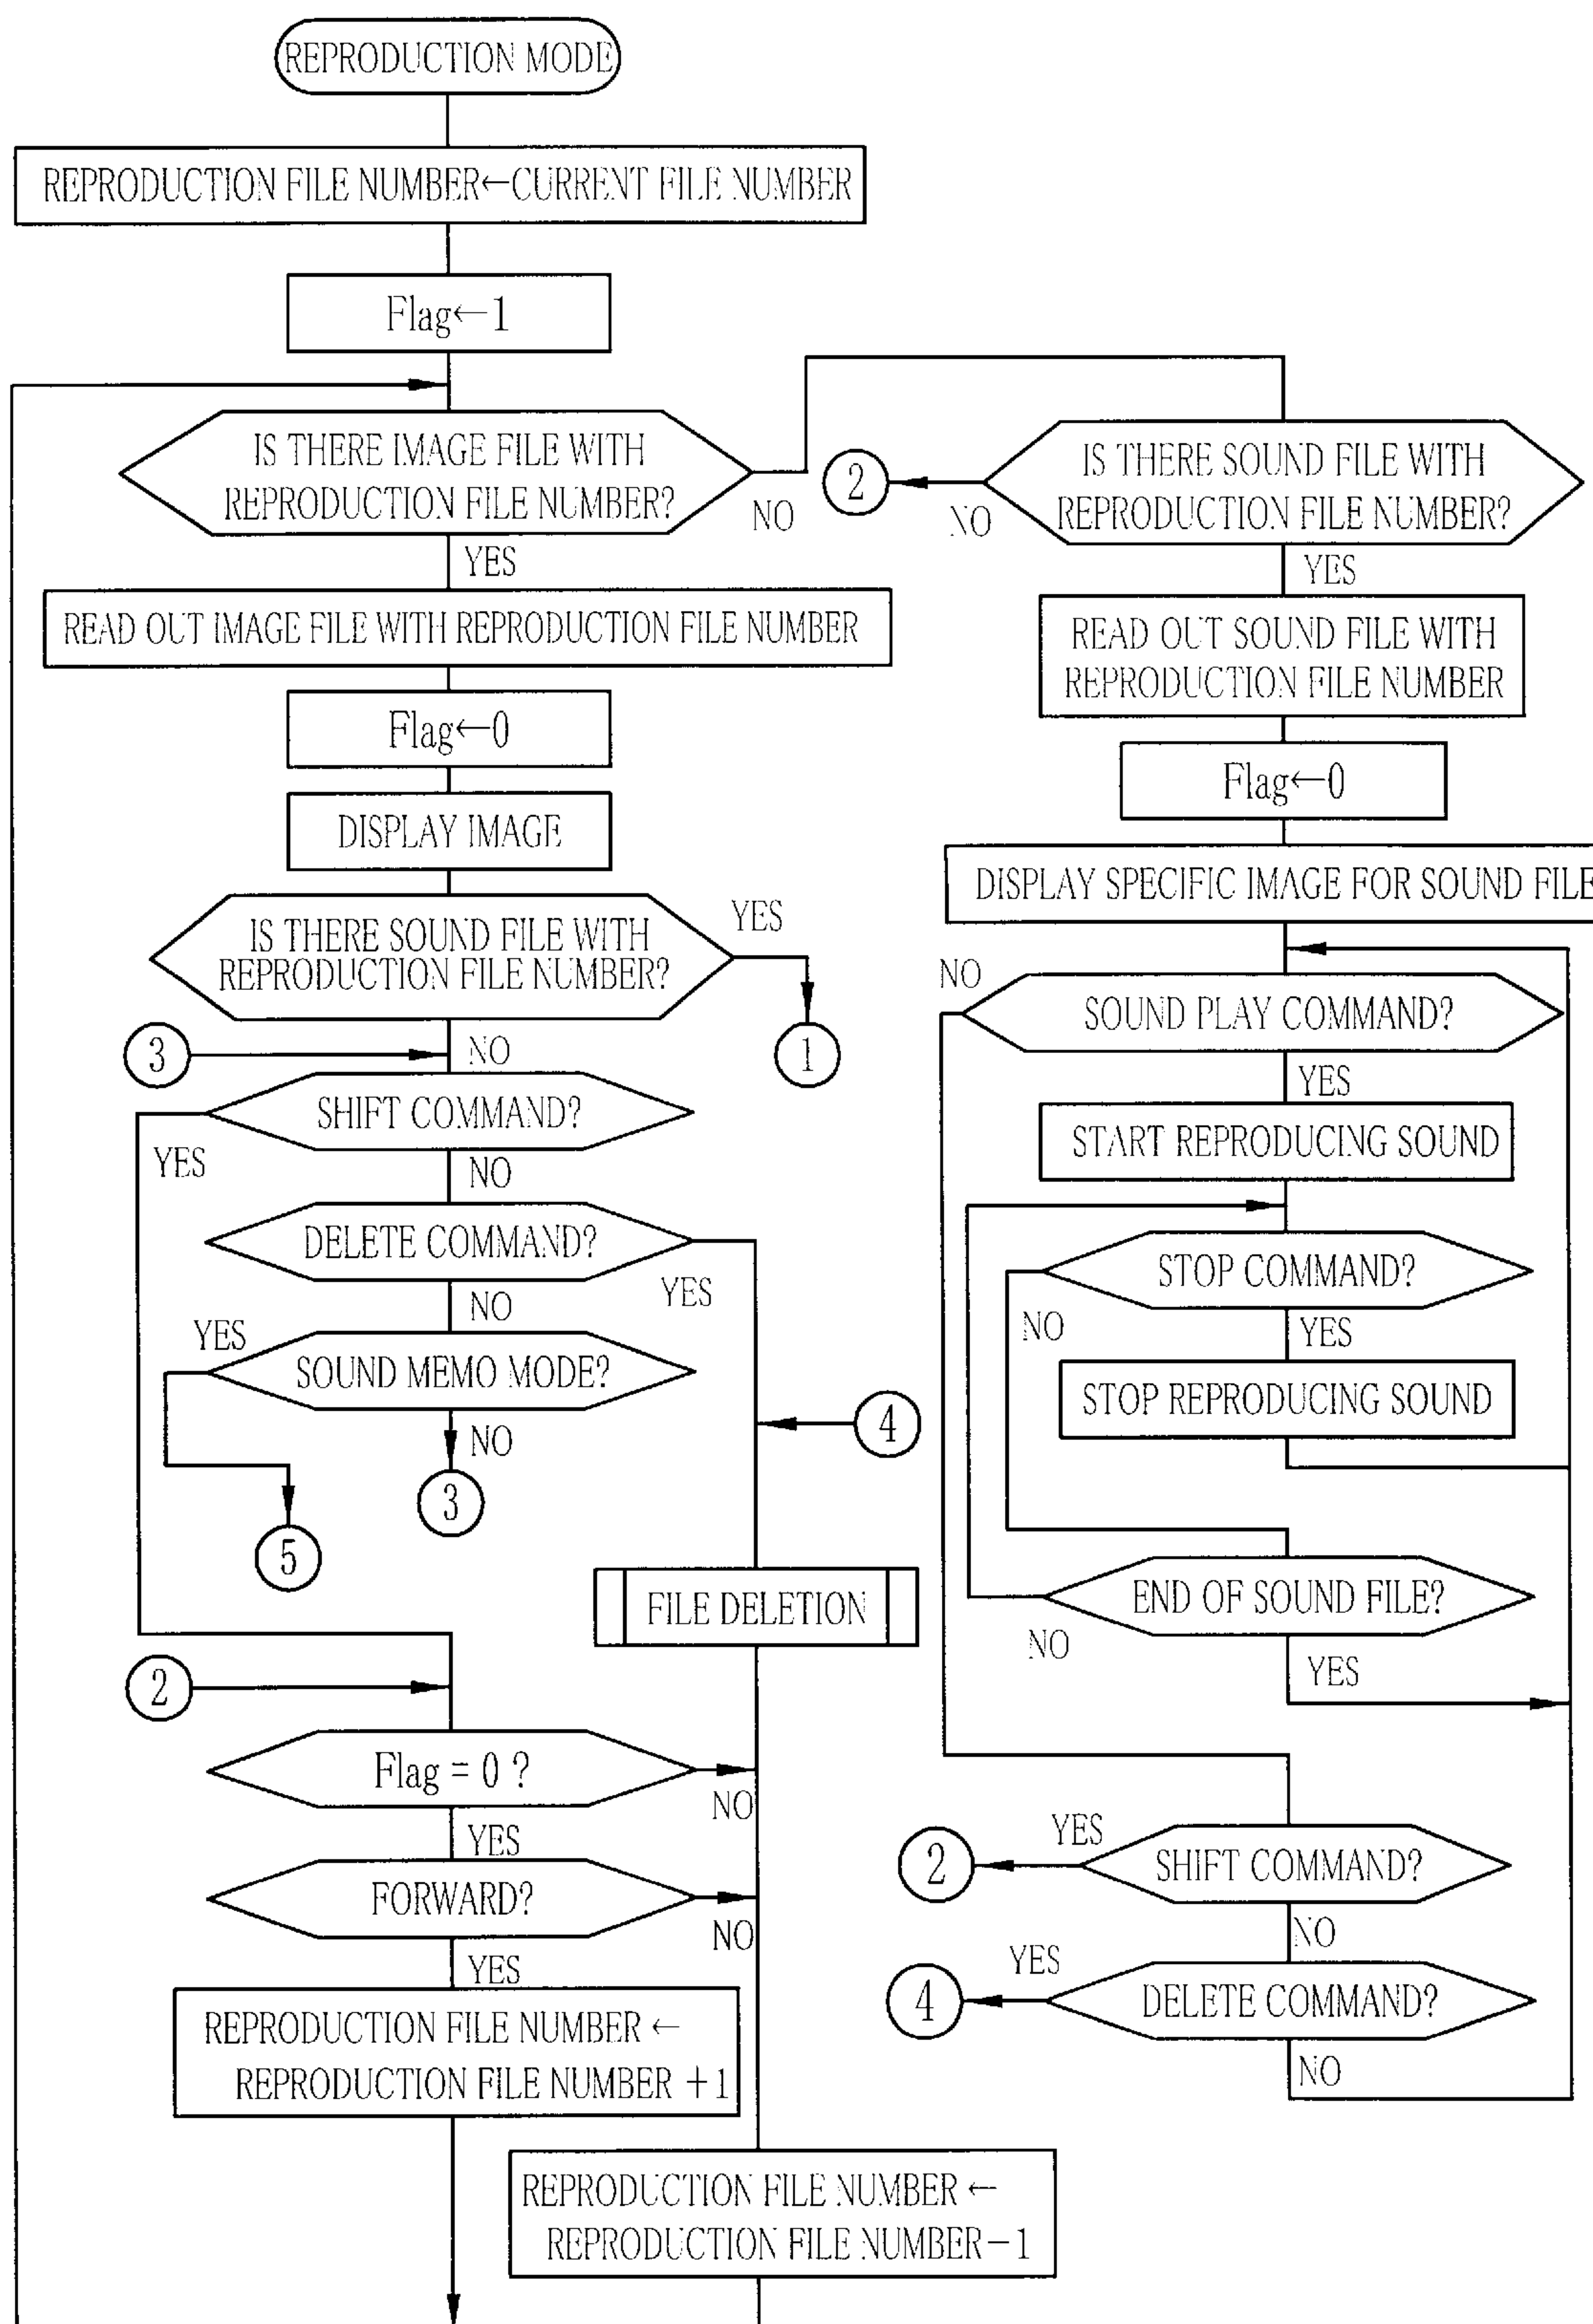 REPRODUCTION MODE
REPRODUCTION FILE NUMBER←CURRENT FILE NUMBER
Flag←1
IS THERE IMAGE FILE WITH
REPRODUCTION FILE NUMBER?
NO
YES
READ OUT IMAGE FILE WITH REPRODUCTION FILE NUMBER
Flag←0
DISPLAY IMAGE
IS THERE SOUND FILE WITH
REPRODUCTION FILE NUMBER?
YES
1
3
NO
SHIFT COMMAND?
YES
NO
DELETE COMMAND?
YES
NO
YES
SOUND MEMO MODE?
NO
4
3
5
FILE DELETION
2
Flag = 0 ?
NO
YES
FORWARD?
NO
YES
REPRODUCTION FILE NUMBER ←
REPRODUCTION FILE NUMBER +1
REPRODUCTION FILE NUMBER ←
REPRODUCTION FILE NUMBER−1
2
IS THERE SOUND FILE WITH
REPRODUCTION FILE NUMBER?
NO
YES
READ OUT SOUND FILE WITH
REPRODUCTION FILE NUMBER
Flag←0
DISPLAY SPECIFIC IMAGE FOR SOUND FILE
NO
SOUND PLAY COMMAND?
YES
START REPRODUCING SOUND
STOP COMMAND?
NO
YES
STOP REPRODUCING SOUND
END OF SOUND FILE?
NO
YES
2
YES
SHIFT COMMAND?
NO
4
YES
DELETE COMMAND?
NO